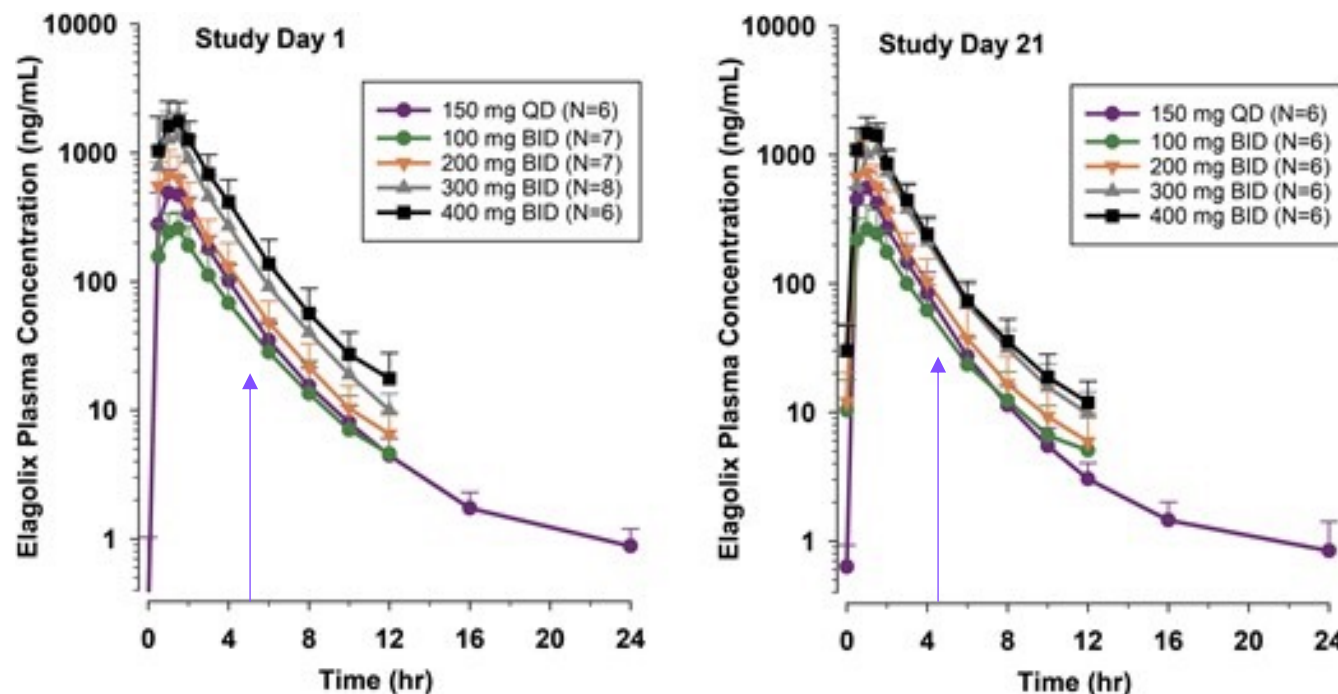 Study Day 1
Elagolix Plasma Concentration (ng/mL)
10000
1000
100
10
1
150 mg QD (N=6)
100 mg BID (N=7)
200 mg BID (N=7)
300 mg BID (N=8)
400 mg BID (N=6)
0 4 8 12 16 20 24
Time (hr)
Study Day 21
Elagolix Plasma Concentration (ng/mL)
10000
1000
100
10
1
150 mg QD (N=6)
100 mg BID (N=6)
200 mg BID (N=6)
300 mg BID (N=6)
400 mg BID (N=6)
0 4 8 12 16 20 24
Time (hr)